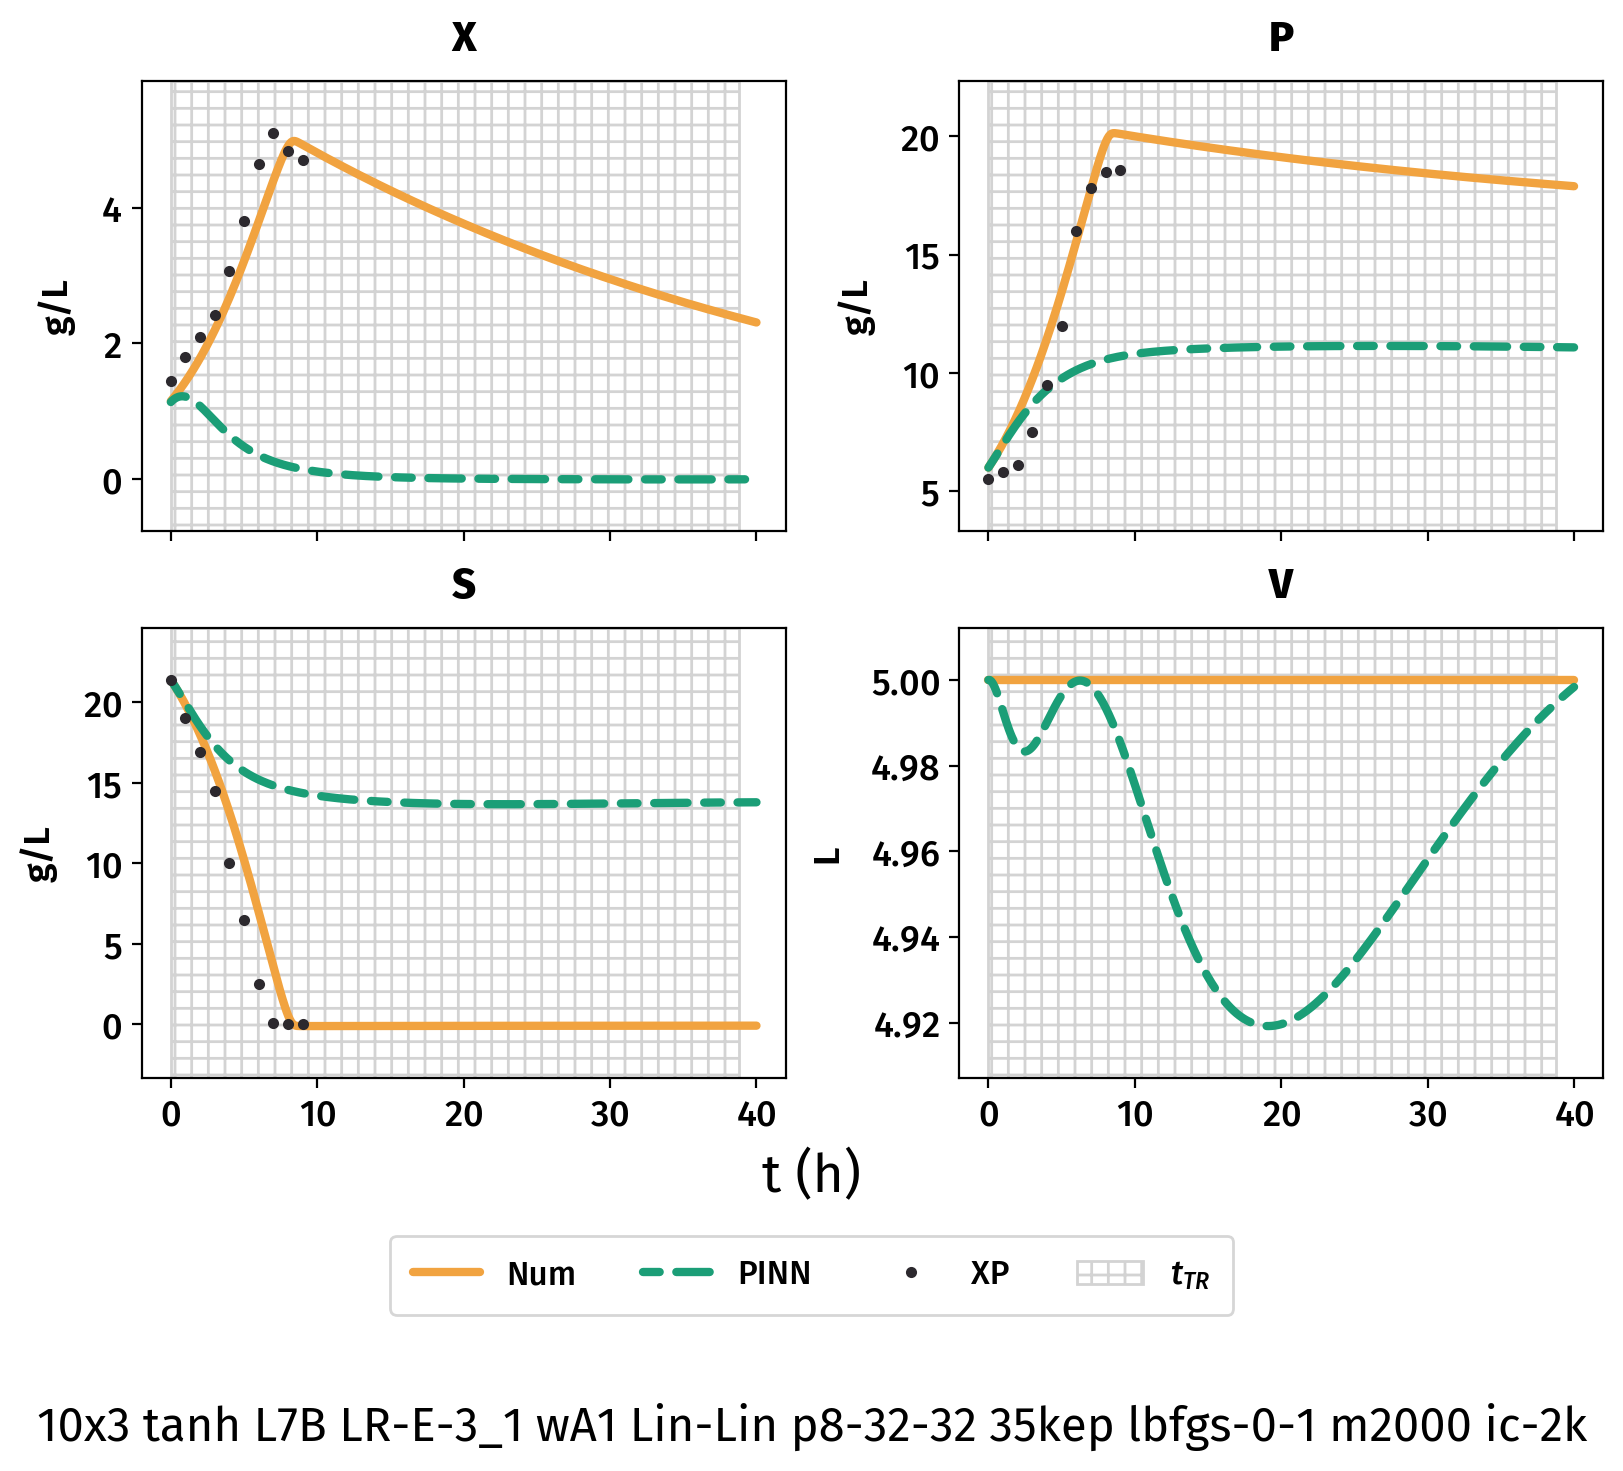 X
P
4
2
0
g/L
20
15
10
5
g/L
S
V
20
15
10
5
0
g/L
5.00
4.98
4.96
4.94
4.92
L
0 10 20 30 40
0 10 20 30 40
t (h)
Num PINN XP t_TR
10x3 tanh L7B LR-E-3_1 wA1 Lin-Lin p8-32-32 35kep lbfgs-0-1 m2000 ic-2k